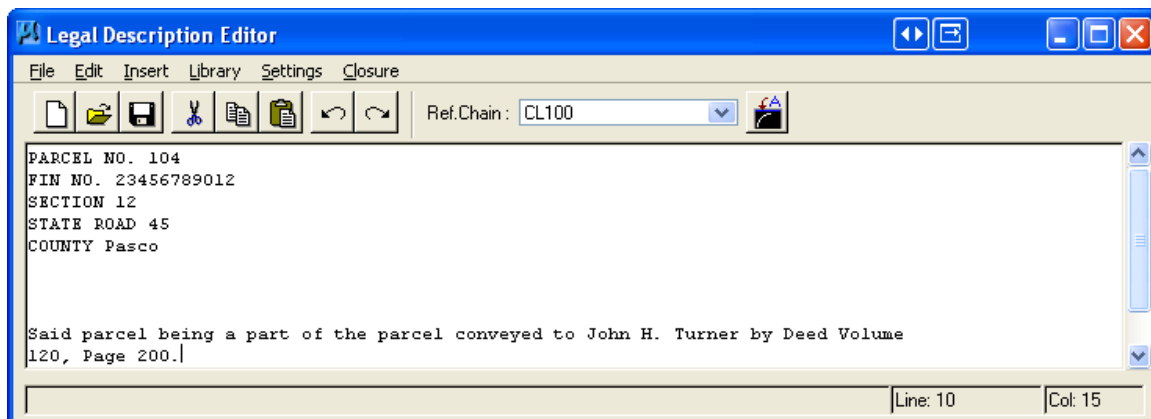 Legal Description Editor
File Edit Insert Library Settings Closure
Ref.Chain: CL100
PARCEL NO. 104
FIN NO. 23456789012
SECTION 12
STATE ROAD 45
COUNTY Pasco
Said parcel being a part of the parcel conveyed to John H. Turner by Deed Volume
120, Page 200.
Line: 10 Col: 15